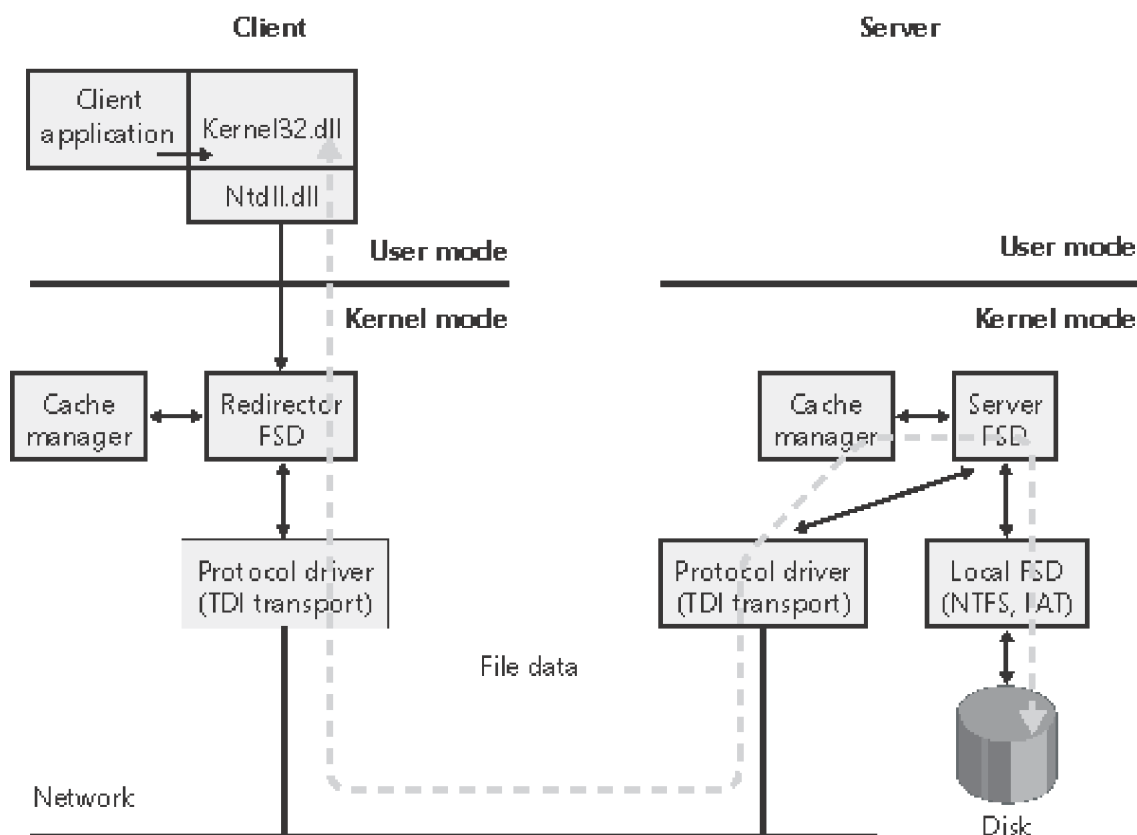 Client
Server
Client
application
Kernel32.dll
Ntdll.dll
User mode
User mode
Kernel mode
Kernel mode
Cache
manager
Redirector
FSD
Cache
manager
Server
FSD
Protocol driver
(TDI transport)
Protocol driver
(TDI transport)
Local FSD
(NTFS, FAT)
File data
Network
Disk